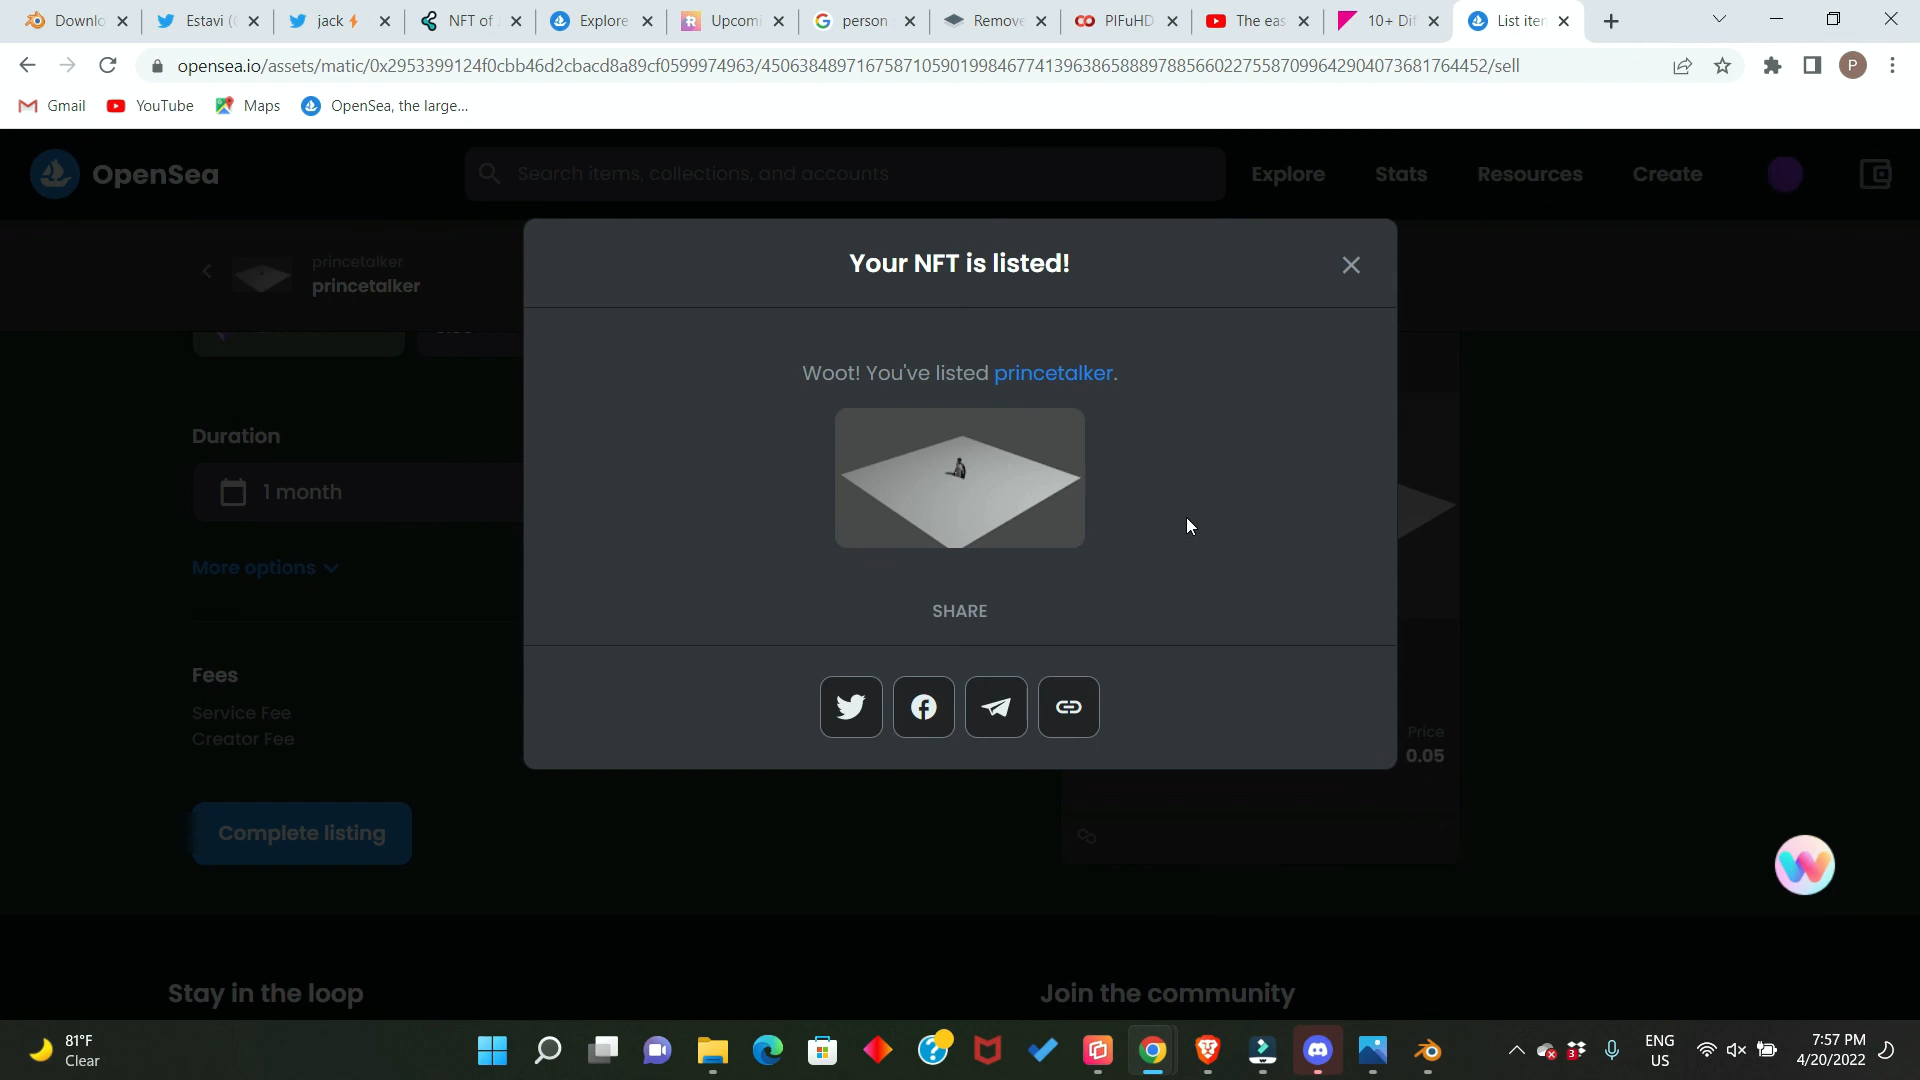 Downlo
Estavi (
jack
NFT of
Explore
Upcomi
person
Remove
PIFuHD
The eas
10+ Dif
List iter
opensea.io/assets/matic/0x2953399124f0cbb46d2cbacd8a89cf0599974963/45063848971675871059019984677413963865888978856602275587099642904073681764452/sell
P
Gmail
YouTube
Maps
OpenSea, the large...
OpenSea
Search items, collections, and accounts
Explore
Stats
Resources
Create
princetalker
princetalker
Your NFT is listed!
Woot! You've listed princetalker.
SHARE
Duration
1 month
More options
Fees
Service Fee
Creator Fee
Price
0.05
Complete listing
Stay in the loop
Join the community
81°F
Clear
3
ENG
US
7:57 PM
4/20/2022